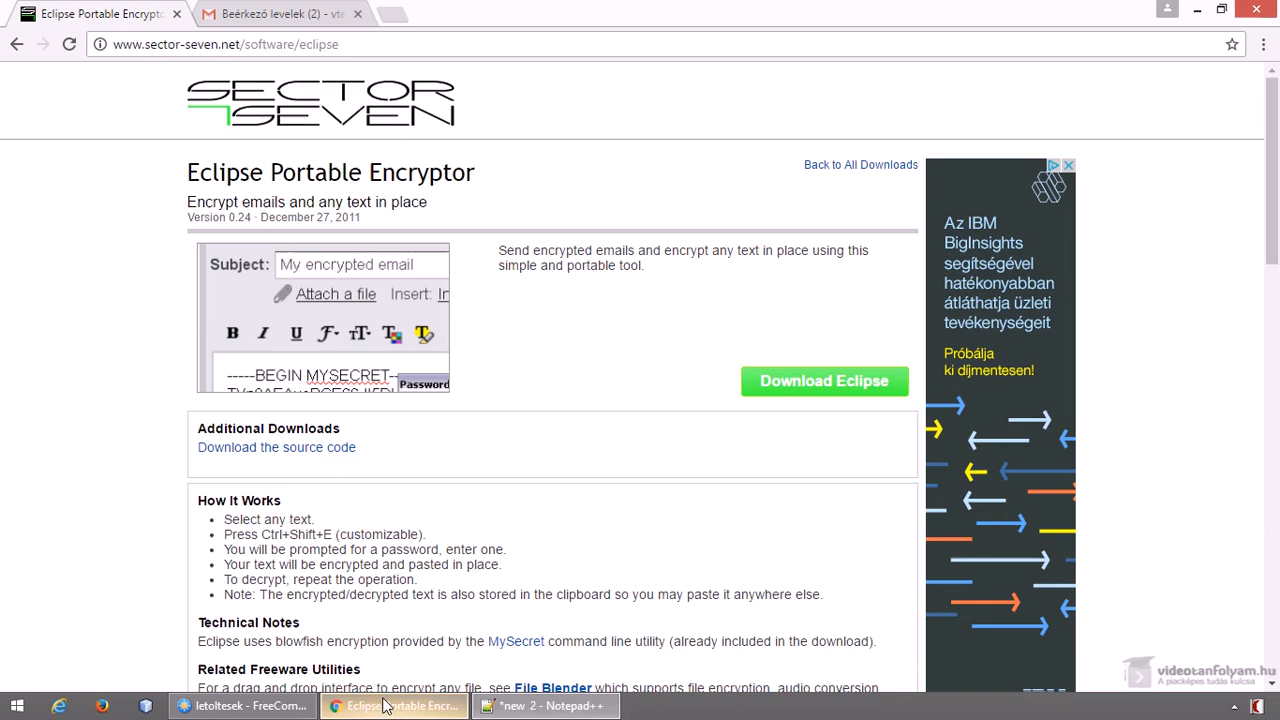 Eclipse Portable Encrypto
Beérkező levelek (2) - vte
www.sector-seven.net/software/eclipse
SECTOR
SEVEN
Eclipse Portable Encryptor
Back to All Downloads
Encrypt emails and any text in place
Version 0.24 · December 27, 2011
Subject: My encrypted email
Attach a file Insert: In
B I U
-----BEGIN MYSECRET--
Password
Send encrypted emails and encrypt any text in place using this
simple and portable tool.
Download Eclipse
Additional Downloads
Download the source code
How It Works
• Select any text.
• Press Ctrl+Shift+E (customizable).
• You will be prompted for a password, enter one.
• Your text will be encrypted and pasted in place.
• To decrypt, repeat the operation.
• Note: The encrypted/decrypted text is also stored in the clipboard so you may paste it anywhere else.
Technical Notes
Eclipse uses blowfish encryption provided by the MySecret command line utility (already included in the download).
Related Freeware Utilities
For a drag and drop interface to encrypt any file, see File Blender which supports file encryption, audio conversion
Az IBM
BigInsights
segítségével
hatékonyabban
átláthatja üzleti
tevékenységeit
Próbálja
ki díjmentesen!
videotanfolyam.hu
A piacképes tudás kulcsa
letoltesek - FreeCom...
Eclipse Portable Encr...
*new 2 - Notepad++